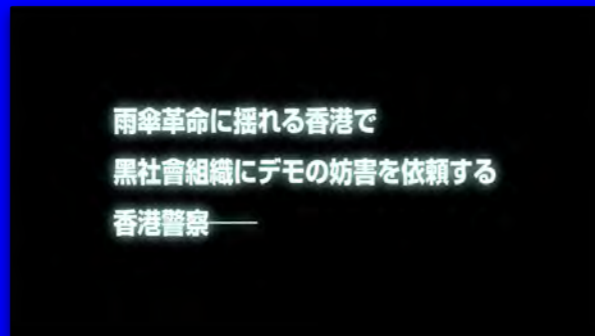 雨傘革命に揺れる香港で
黑社會組織にデモの妨害を依頼する
香港警察――